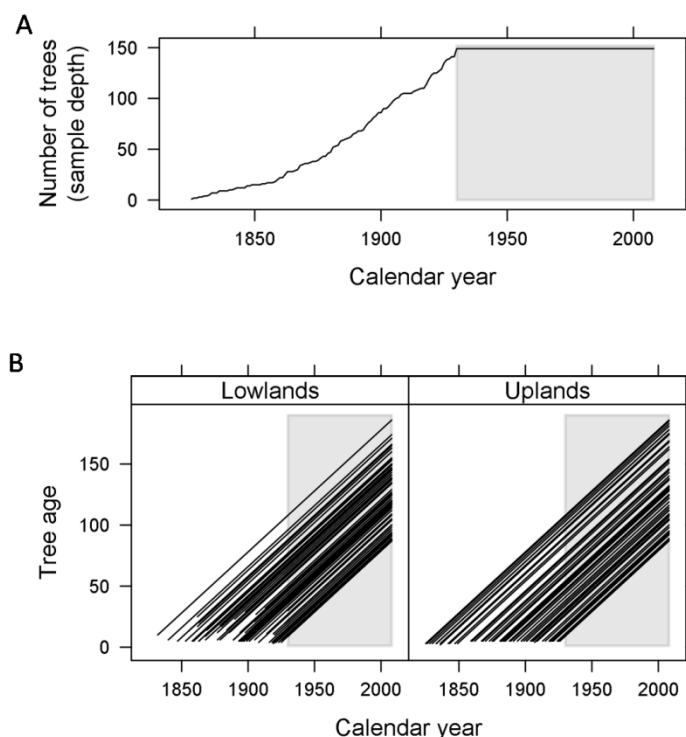 A
Number of trees
(sample depth)
150
100
50
0
1850
1900
1950
2000
Calendar year
B
Lowlands
Uplands
Tree age
150
100
50
0
1850
1900
1950
2000
1850
1900
1950
2000
Calendar year